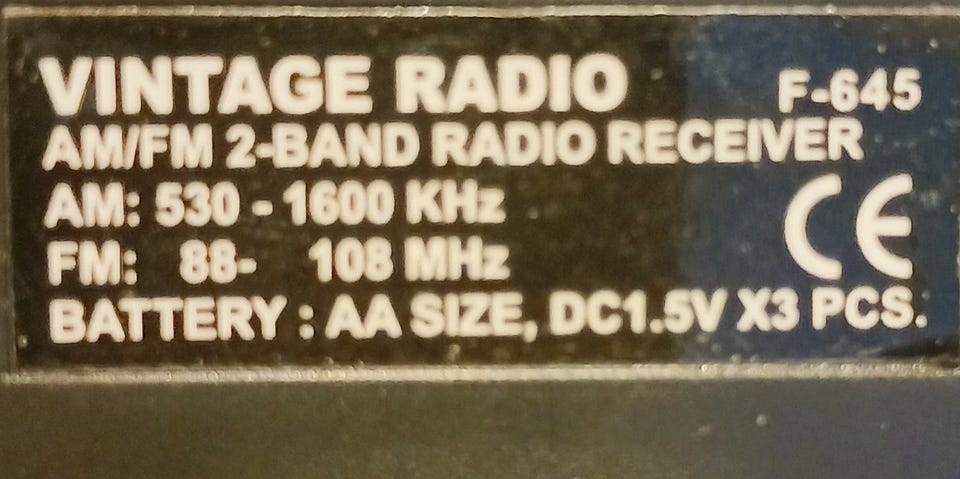 VINTAGE RADIO F-645
AM/FM 2-BAND RADIO RECEIVER
AM: 530 - 1600 KHz
FM: 88- 108 MHz
CE
BATTERY : AA SIZE, DC1.5V X3 PCS.